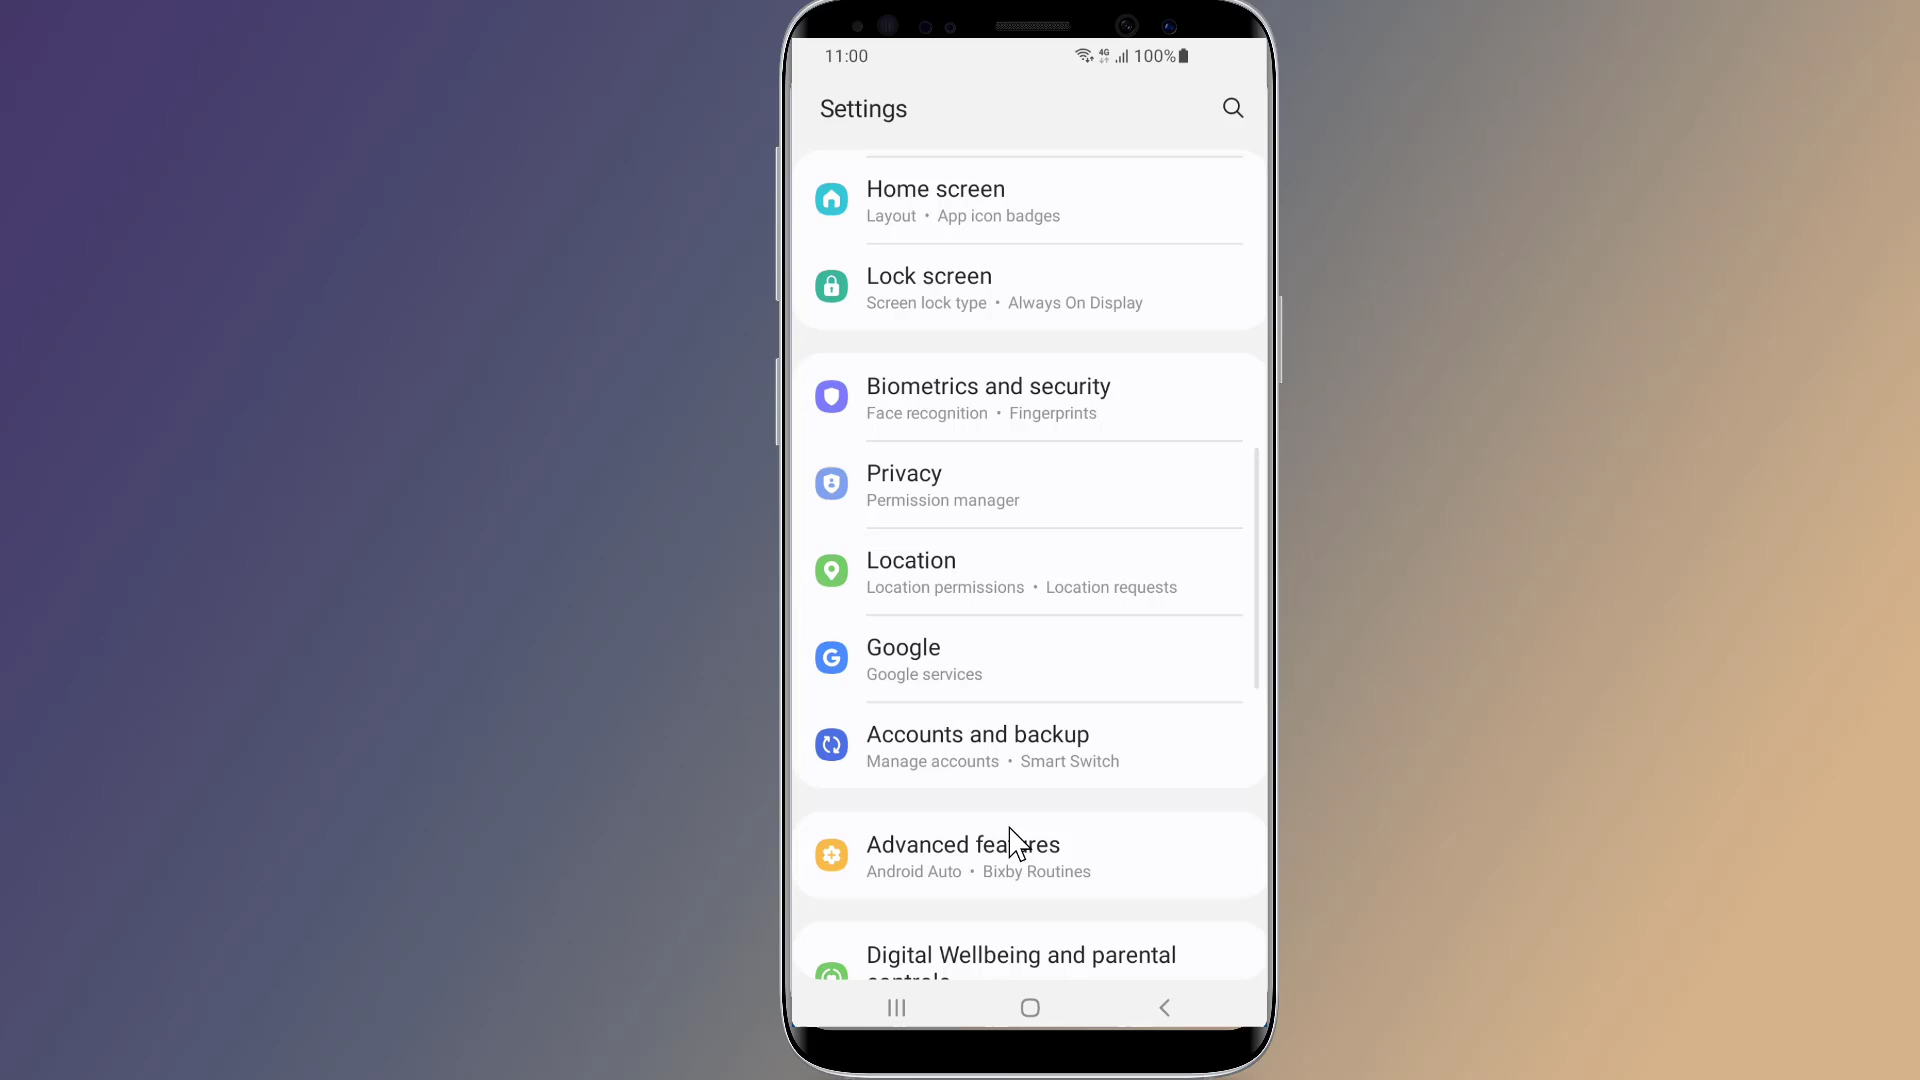 11:00 4G 100%
Settings
Home screen
Layout • App icon badges
Lock screen
Screen lock type • Always On Display
Biometrics and security
Face recognition • Fingerprints
Privacy
Permission manager
Location
Location permissions • Location requests
Google
Google services
Accounts and backup
Manage accounts • Smart Switch
Advanced features
Android Auto • Bixby Routines
Digital Wellbeing and parental
controls